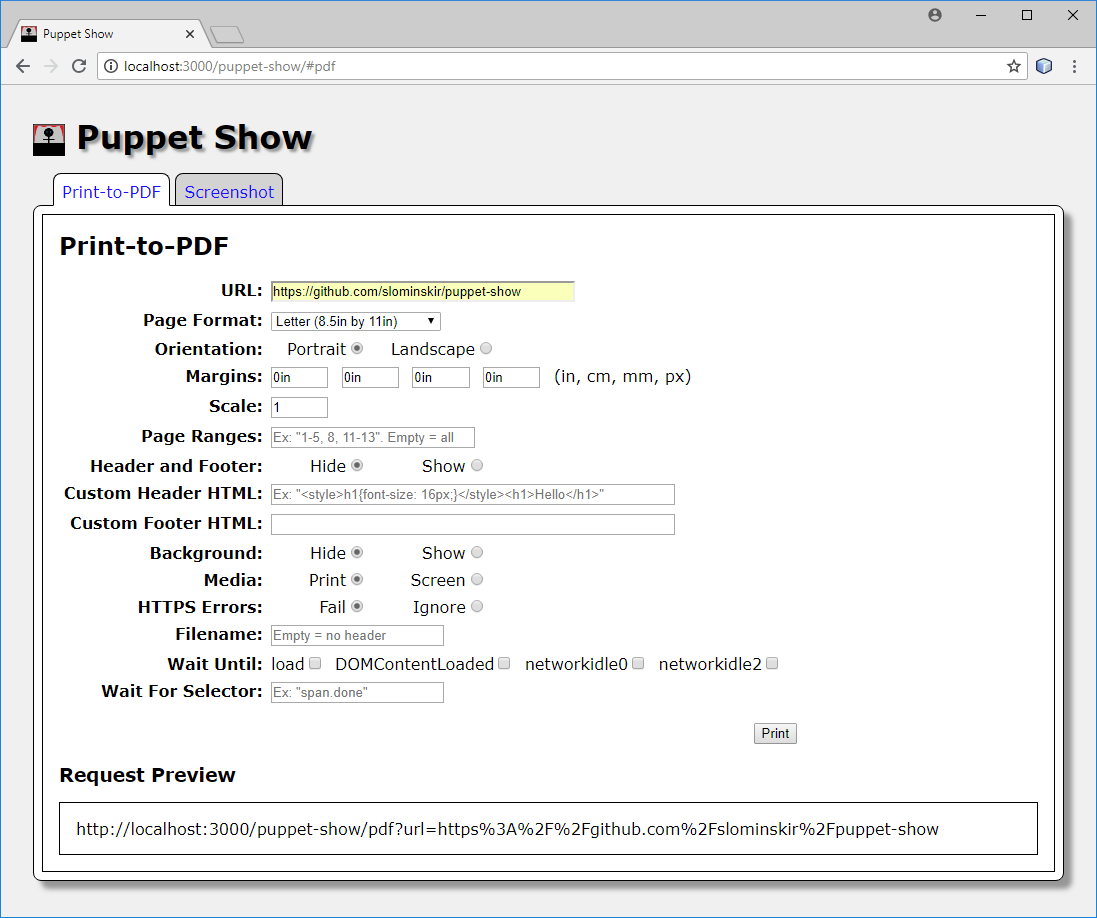 Puppet Show
localhost:3000/puppet-show/#pdf
Puppet Show
Print-to-PDF Screenshot
Print-to-PDF
URL: https://github.com/slominskir/puppet-show
Page Format: Letter (8.5in by 11in)
Orientation: Portrait Landscape
Margins: 0in 0in 0in 0in (in, cm, mm, px)
Scale: 1
Page Ranges: Ex: "1-5, 8, 11-13". Empty = all
Header and Footer: Hide Show
Custom Header HTML: Ex: "<style>h1{font-size: 16px;}</style><h1>Hello</h1>"
Custom Footer HTML:
Background: Hide Show
Media: Print Screen
HTTPS Errors: Fail Ignore
Filename: Empty = no header
Wait Until: load DOMContentLoaded networkidle0 networkidle2
Wait For Selector: Ex: "span.done"
Print
Request Preview
http://localhost:3000/puppet-show/pdf?url=https%3A%2F%2Fgithub.com%2Fslominskir%2Fpuppet-show